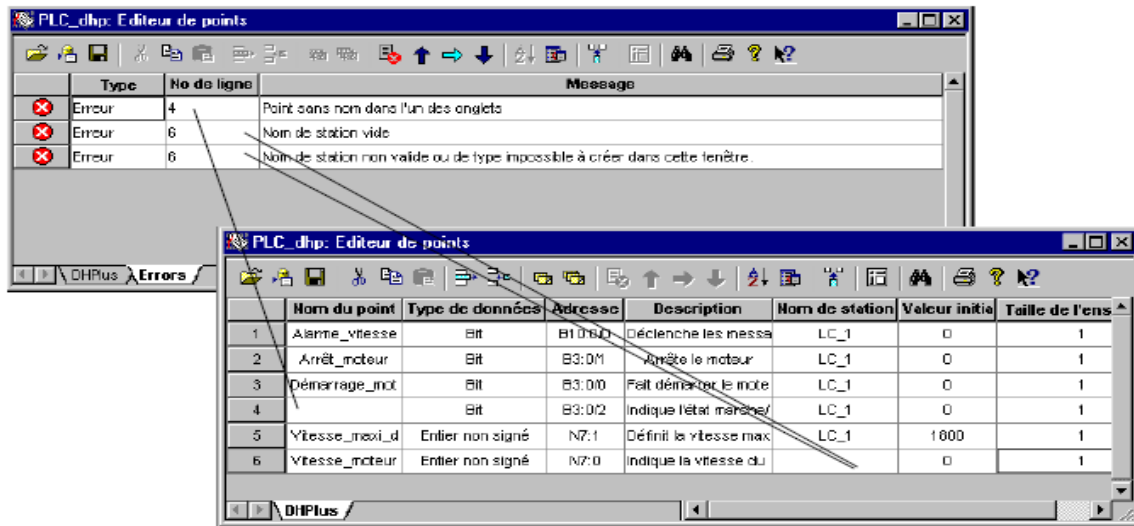 PLC_dhp: Editeur de points
Type No de ligne Message
Erreur 4 Point sans nom dans l'un des onglets
Erreur 6 Nom de station vide
Erreur 6 Nom de station non valide ou de type impossible à créer dans cette fenêtre.
DHPlus Errors
PLC_dhp: Editeur de points
Nom du point Type de données Adresse Description Nom de station Valeur initia Taille de l'ens
1 Alarme_vitesse Bit Déclenche les messa LC_1 0 1
2 Arrêt_moteur Bit B3:0/1 Arrête le moteur LC_1 0 1
3 Démarrage_mot Bit B3:0/0 Fait démarrer le mote LC_1 0 1
4 Bit B3:0/2 Indique l'état marche/ LC_1 0 1
5 Vitesse_maxi_d Entier non signé N7:1 Définit la vitesse max LC_1 1800 1
6 Vitesse_moteur Entier non signé N7:0 Indique la vitesse du 0 1
DHPlus